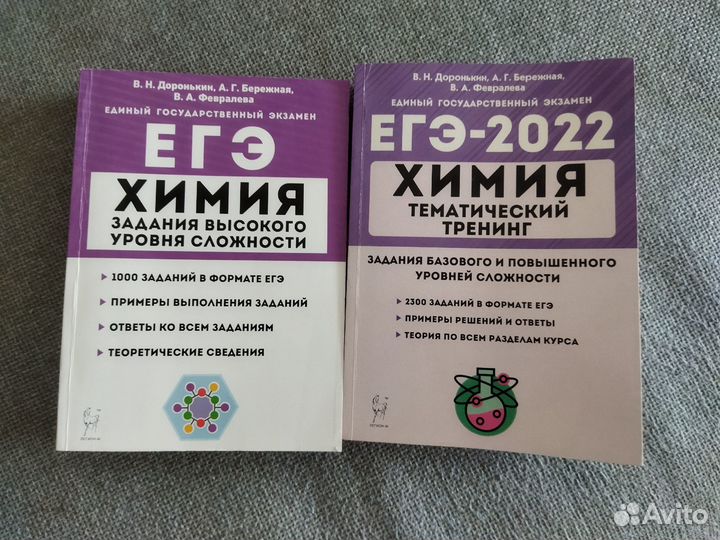 В. Н. Доронькин, А. Г. Бережная,
В. А. Февралева
ЕДИНЫЙ ГОСУДАРСТВЕННЫЙ ЭКЗАМЕН
ЕГЭ
ХИМИЯ
ЗАДАНИЯ ВЫСОКОГО
УРОВНЯ СЛОЖНОСТИ
1000 ЗАДАНИЙ В ФОРМАТЕ ЕГЭ
ПРИМЕРЫ ВЫПОЛНЕНИЯ ЗАДАНИЙ
ОТВЕТЫ КО ВСЕМ ЗАДАНИЯМ
ТЕОРЕТИЧЕСКИЕ СВЕДЕНИЯ
ЛЕГИОН-М
В. Н. Доронькин, А. Г. Бережная,
В. А. Февралева
ЕДИНЫЙ ГОСУДАРСТВЕННЫЙ ЭКЗАМЕН
ЕГЭ-2022
ХИМИЯ
ТЕМАТИЧЕСКИЙ
ТРЕНИНГ
ЗАДАНИЯ БАЗОВОГО И ПОВЫШЕННОГО
УРОВНЕЙ СЛОЖНОСТИ
2300 ЗАДАНИЙ В ФОРМАТЕ ЕГЭ
ПРИМЕРЫ РЕШЕНИЙ И ОТВЕТЫ
ТЕОРИЯ ПО ВСЕМ РАЗДЕЛАМ КУРСА
ЛЕГИОН-М
Avito